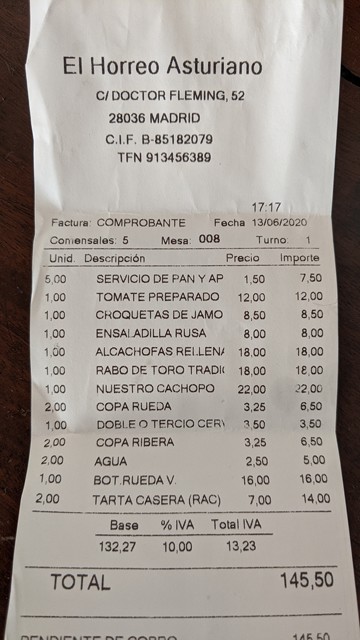 El Horreo Asturiano
C/ DOCTOR FLEMING, 52
28036 MADRID
C.I.F. B-85182079
TFN 913456389
17:17
Factura: COMPROBANTE Fecha 13/06/2020
Comensales: 5 Mesa: 008 Turno: 1
Unid. Descripción Precio Importe
5,00 SERVICIO DE PAN Y AP 1,50 7,50
1,00 TOMATE PREPARADO 12,00 12,00
1,00 CROQUETAS DE JAMO 8,50 8,50
1,00 ENSALADILLA RUSA 8,00 8,00
1,00 ALCACHOFAS RELLENA 18,00 18,00
1,00 RABO DE TORO TRADI 18,00 18,00
1,00 NUESTRO CACHOPO 22,00 22,00
2,00 COPA RUEDA 3,25 6,50
1,00 DOBLE O TERCIO CERV 3,50 3,50
2,00 COPA RIBERA 3,25 6,50
2,00 AGUA 2,50 5,00
1,00 BOT.RUEDA V. 16,00 16,00
2,00 TARTA CASERA (RAC) 7,00 14,00
Base % IVA Total IVA
132,27 10,00 13,23
TOTAL 145,50
PENDIENTE DE COBRO 145,50